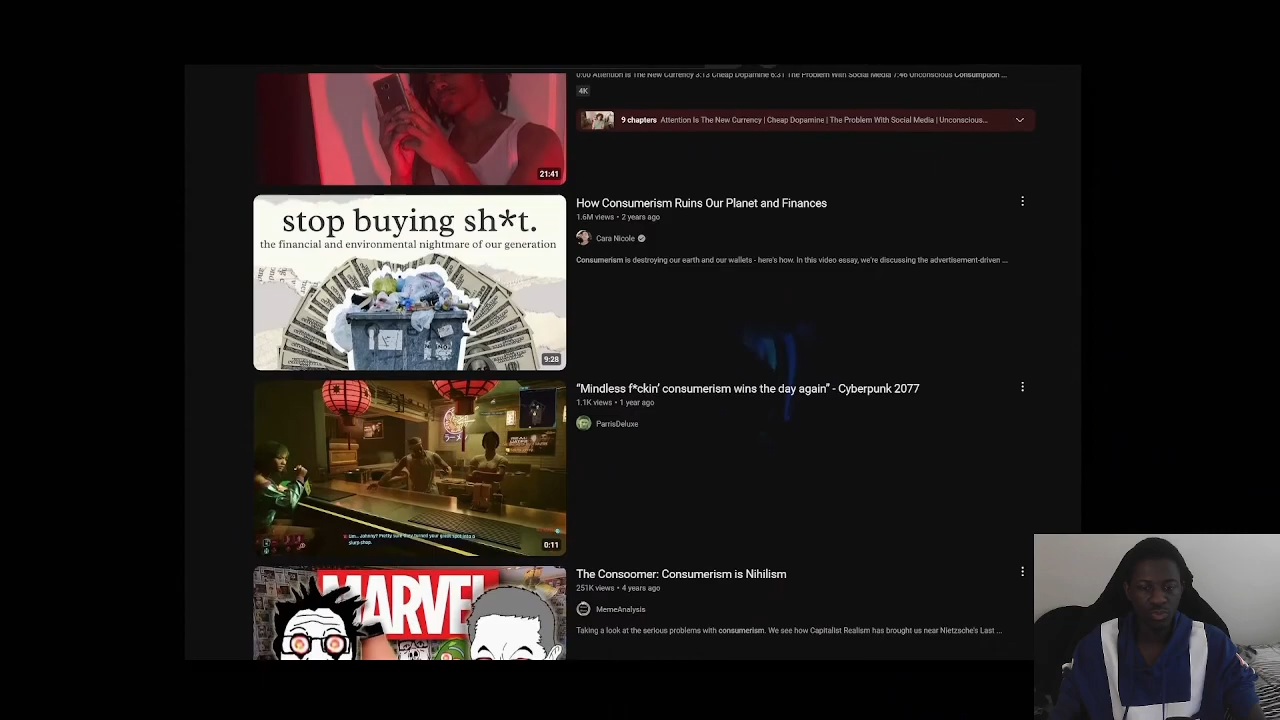 0:00 Attention Is The New Currency 3:13 Cheap Dopamine 6:31 The Problem With Social Media 7:46 Unconscious Consumption ...
4K
9 chapters Attention Is The New Currency | Cheap Dopamine | The Problem With Social Media | Unconscious...
21:41
stop buying sh*t.
the financial and environmental nightmare of our generation
9:28
How Consumerism Ruins Our Planet and Finances
1.6M views • 2 years ago
Cara Nicole
Consumerism is destroying our earth and our wallets - here's how. In this video essay, we're discussing the advertisement-driven ...
"Mindless f*ckin' consumerism wins the day again" - Cyberpunk 2077
1.1K views • 1 year ago
ParrisDeluxe
0:11
MARVEL
The Consoomer: Consumerism is Nihilism
251K views • 4 years ago
MemeAnalysis
Taking a look at the serious problems with consumerism. We see how Capitalist Realism has brought us near Nietzsche's Last ...